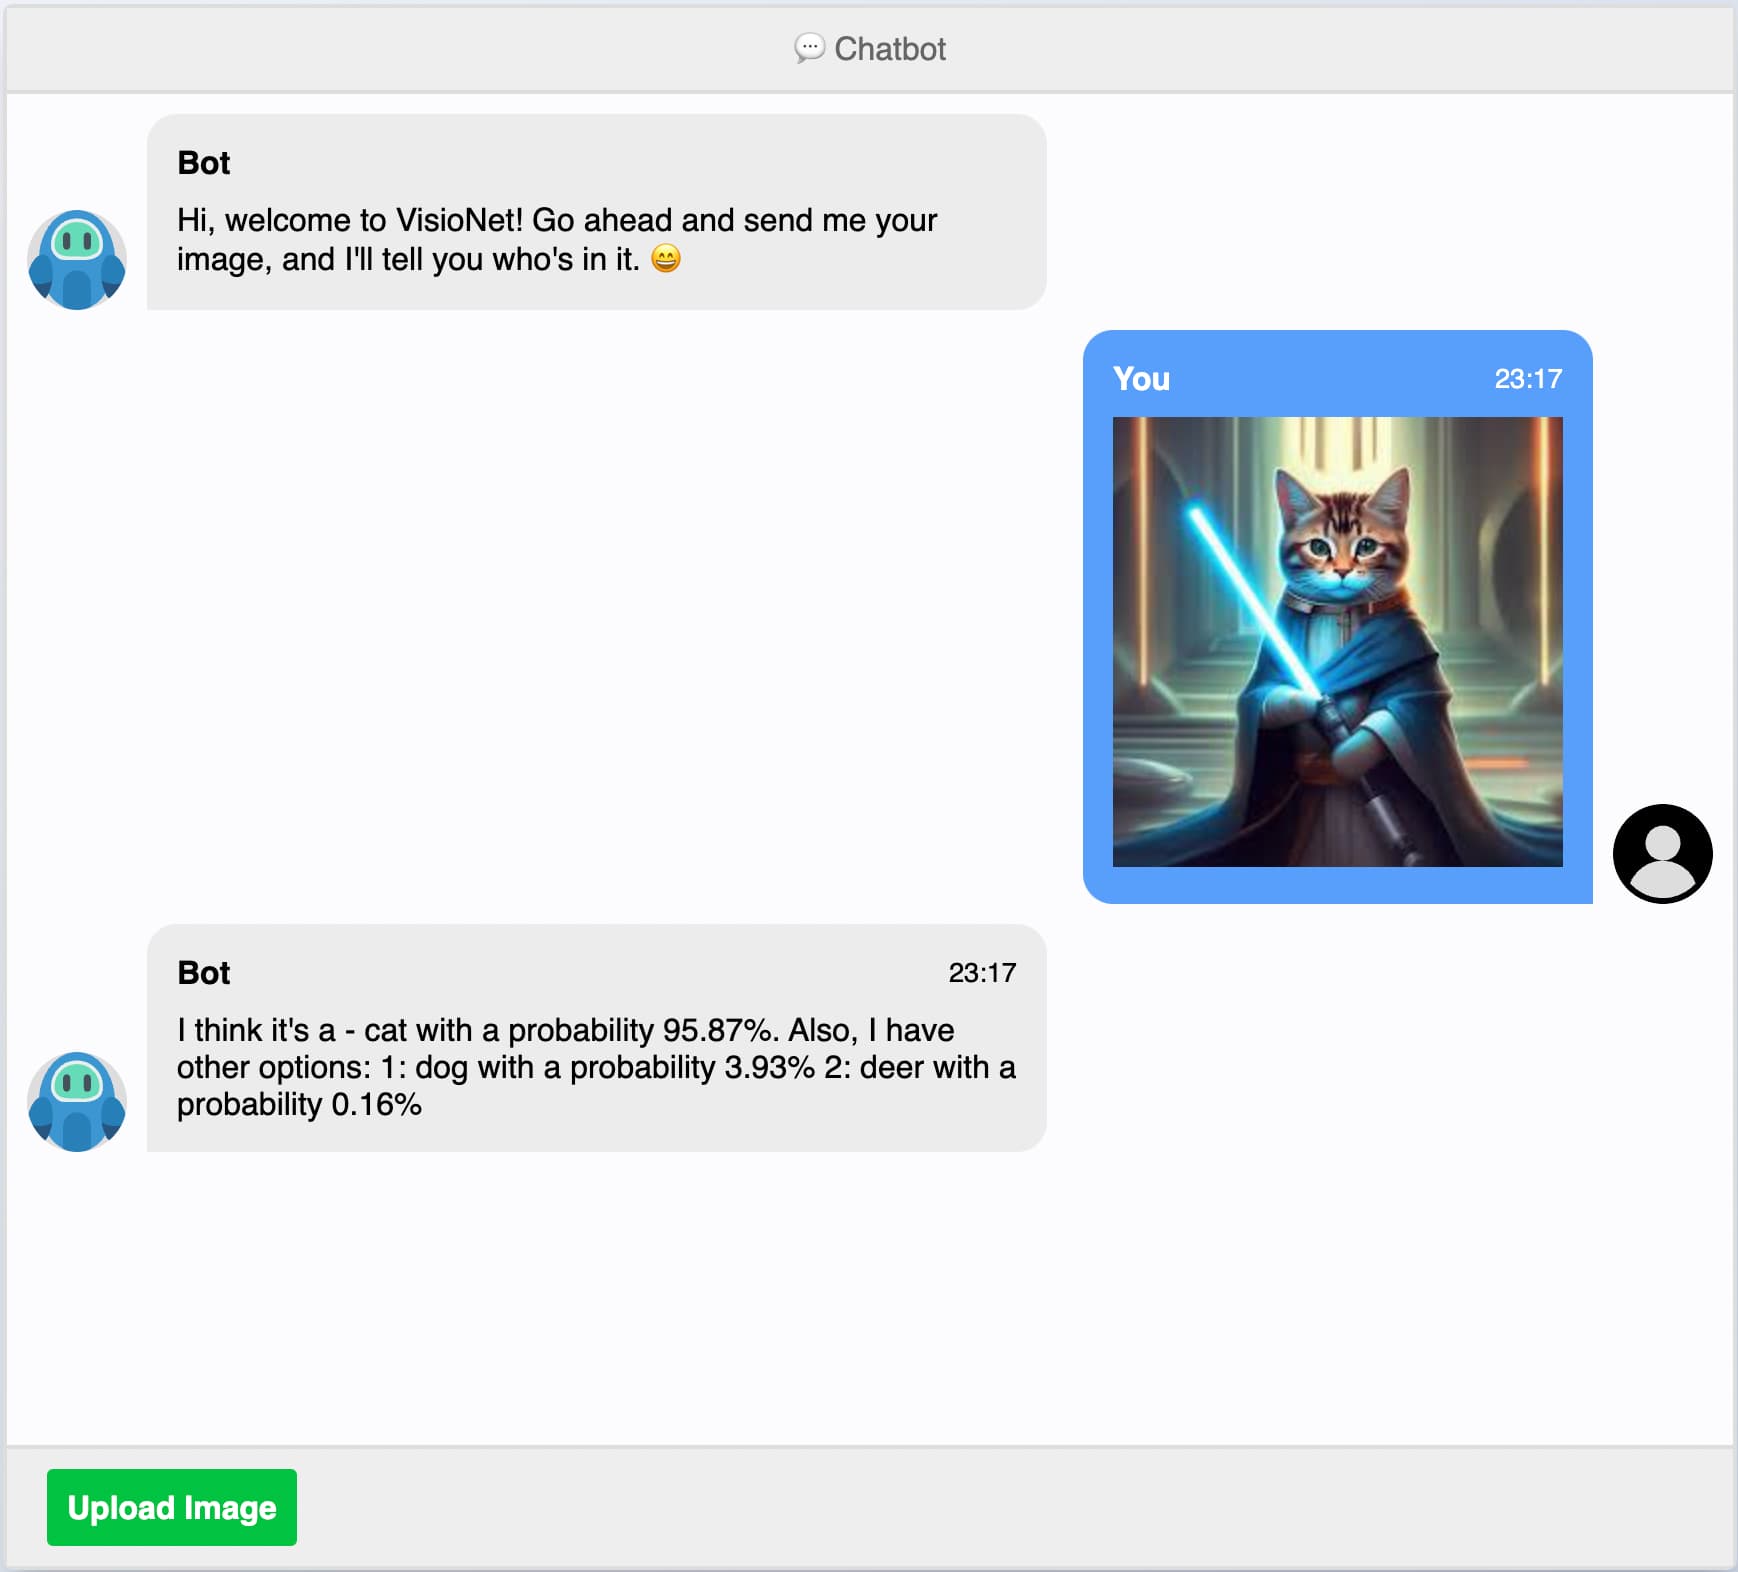 💬 Chatbot
Bot
Hi, welcome to VisioNet! Go ahead and send me your
image, and I'll tell you who's in it. 😄
You 23:17
Bot 23:17
I think it's a - cat with a probability 95.87%. Also, I have
other options: 1: dog with a probability 3.93% 2: deer with a
probability 0.16%
Upload Image